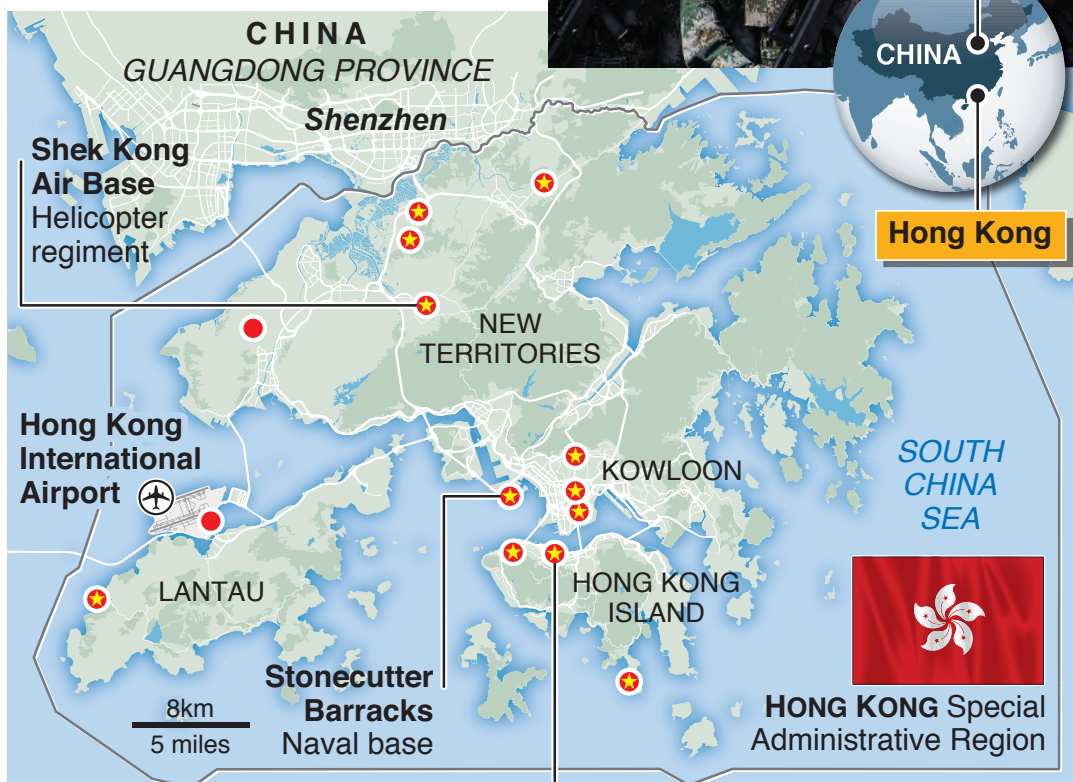 CHINA
GUANGDONG PROVINCE
Shenzhen
CHINA
Hong Kong
Shek Kong
Air Base
Helicopter
regiment
NEW
TERRITORIES
Hong Kong
International
Airport
KOWLOON
SOUTH
CHINA
SEA
LANTAU
HONG KONG
ISLAND
Stonecutter
Barracks
Naval base
8km
5 miles
HONG KONG Special
Administrative Region